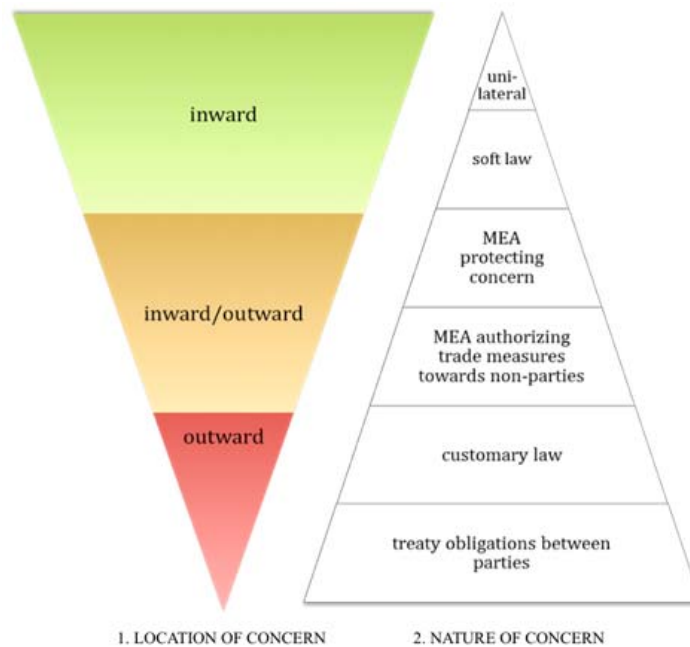 inward
inward/outward
outward
1. LOCATION OF CONCERN
uni-
lateral
soft law
MEA
protecting
concern
MEA authorizing
trade measures
towards non-parties
customary law
treaty obligations between
parties
2. NATURE OF CONCERN